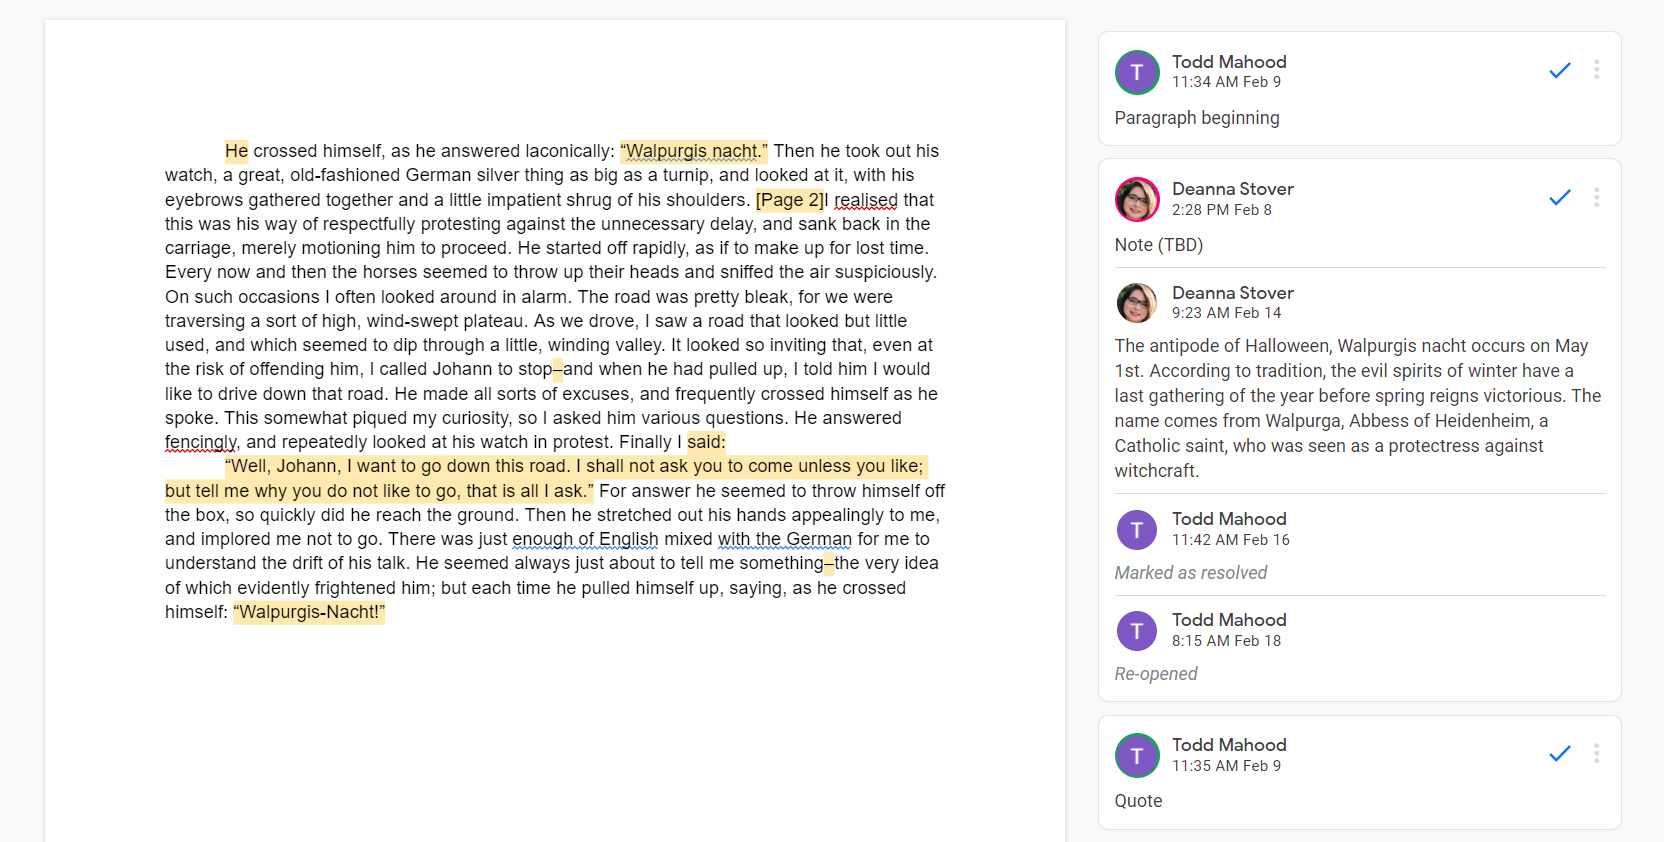 He crossed himself, as he answered laconically: “Walpurgis nacht.” Then he took out his
watch, a great, old-fashioned German silver thing as big as a turnip, and looked at it, with his
eyebrows gathered together and a little impatient shrug of his shoulders. [Page 2]I realised that
this was his way of respectfully protesting against the unnecessary delay, and sank back in the
carriage, merely motioning him to proceed. He started off rapidly, as if to make up for lost time.
Every now and then the horses seemed to throw up their heads and sniffed the air suspiciously.
On such occasions I often looked around in alarm. The road was pretty bleak, for we were
traversing a sort of high, wind-swept plateau. As we drove, I saw a road that looked but little
used, and which seemed to dip through a little, winding valley. It looked so inviting that, even at
the risk of offending him, I called Johann to stop–and when he had pulled up, I told him I would
like to drive down that road. He made all sorts of excuses, and frequently crossed himself as he
spoke. This somewhat piqued my curiosity, so I asked him various questions. He answered
fencingly, and repeatedly looked at his watch in protest. Finally I said:
“Well, Johann, I want to go down this road. I shall not ask you to come unless you like;
but tell me why you do not like to go, that is all I ask.” For answer he seemed to throw himself off
the box, so quickly did he reach the ground. Then he stretched out his hands appealingly to me,
and implored me not to go. There was just enough of English mixed with the German for me to
understand the drift of his talk. He seemed always just about to tell me something–the very idea
of which evidently frightened him; but each time he pulled himself up, saying, as he crossed
himself: “Walpurgis-Nacht!”
T
Todd Mahood
11:34 AM Feb 9
Paragraph beginning
Deanna Stover
2:28 PM Feb 8
Note (TBD)
Deanna Stover
9:23 AM Feb 14
The antipode of Halloween, Walpurgis nacht occurs on May
1st. According to tradition, the evil spirits of winter have a
last gathering of the year before spring reigns victorious. The
name comes from Walpurga, Abbess of Heidenheim, a
Catholic saint, who was seen as a protectress against
witchcraft.
T
Todd Mahood
11:42 AM Feb 16
Marked as resolved
T
Todd Mahood
8:15 AM Feb 18
Re-opened
T
Todd Mahood
11:35 AM Feb 9
Quote